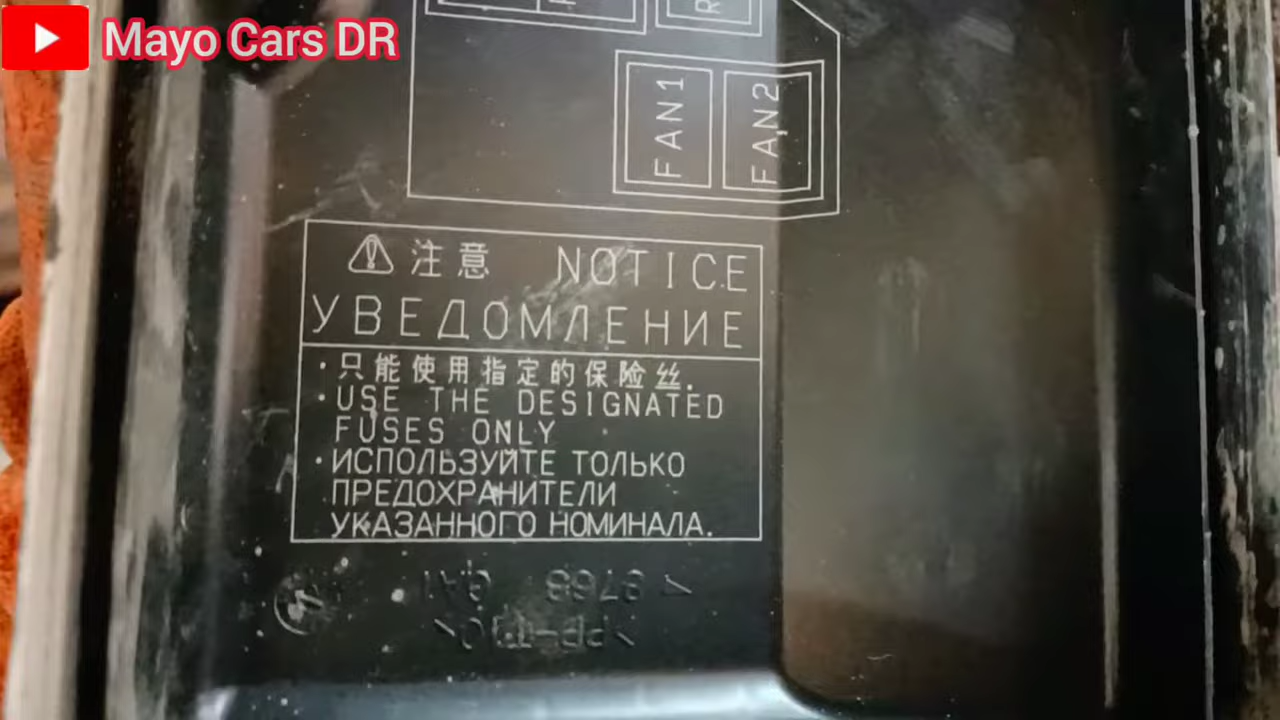 Mayo Cars DR
FAN1
FAN2
注意 NOTICE
УВЕДОМЛЕНИЕ
·只能使用指定的保险丝.
·USE THE DESIGNATED
FUSES ONLY
·ИСПОЛЬЗУЙТЕ ТОЛЬКО
ПРЕДОХРАНИТЕЛИ
УКАЗАННОГО НОМИНАЛА.